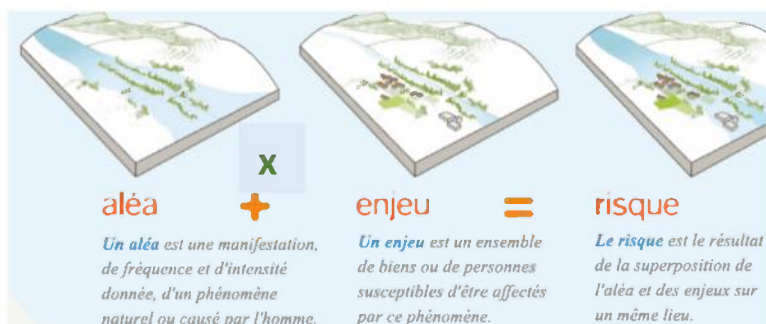 x
aléa + enjeu = risque
Un aléa est une manifestation,
de fréquence et d'intensité
donnée, d'un phénomène
naturel ou causé par l'homme.
Un enjeu est un ensemble
de biens ou de personnes
susceptibles d'être affectés
par ce phénomène.
Le risque est le résultat
de la superposition de
l'aléa et des enjeux sur
un même lieu.